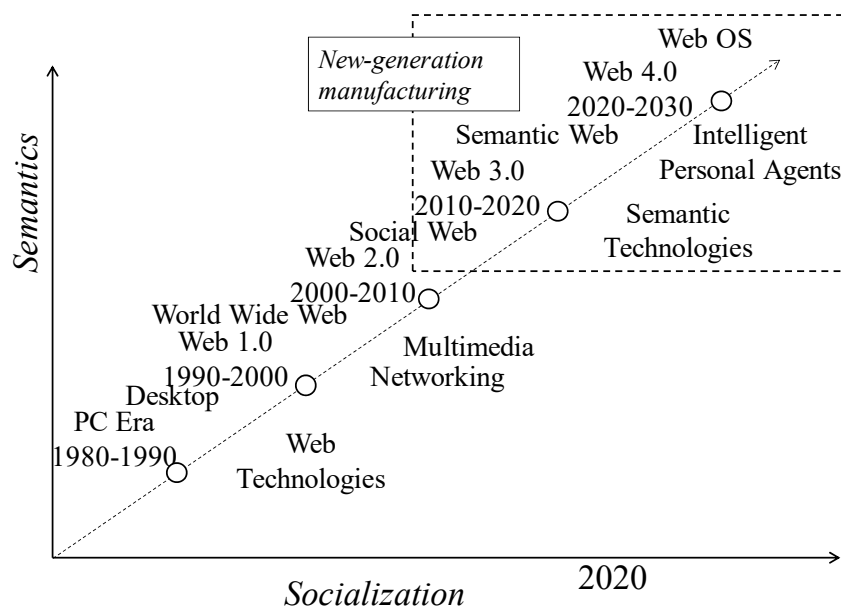 Web OS
New-generation
manufacturing
Web 4.0
2020-2030
Semantic Web
Intelligent
Personal Agents
Web 3.0
2010-2020
Semantic
Technologies
Semantics
Social Web
Web 2.0
2000-2010
World Wide Web
Web 1.0
1990-2000
Multimedia
Networking
Desktop
PC Era
1980-1990
Web
Technologies
2020
Socialization